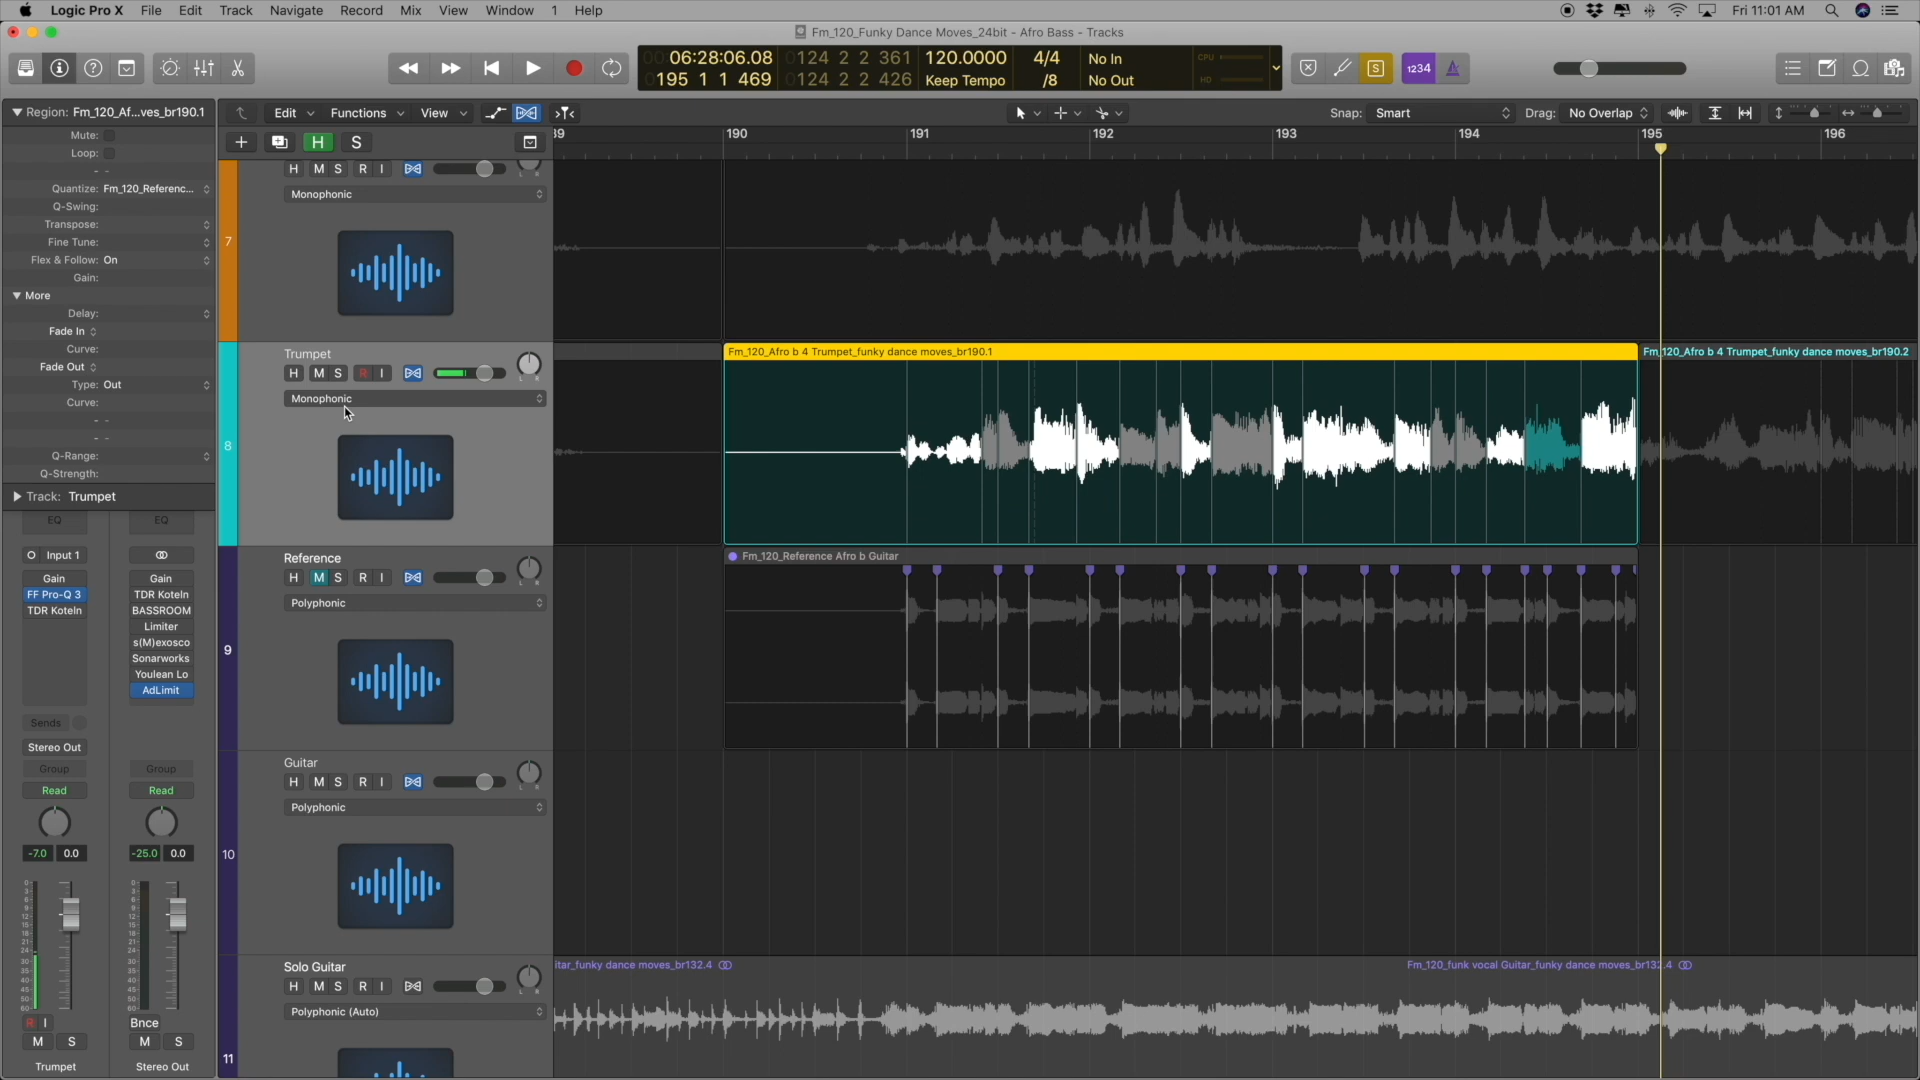 Logic Pro X File Edit Track Navigate Record Mix View Window 1 Help
Fri 11:01 AM
Fm_120_Funky Dance Moves_24bit - Afro Bass - Tracks
06:28:06.08 0124 2 2 361 120.0000 4/4 No In CPU
195 1 1 469 0124 2 2 426 Keep Tempo /8 No Out HD
S 1234
Region: Fm_120_Af...ves_br190.1
Edit Functions View Snap: Smart Drag: No Overlap
Mute:
Loop:
- -
Quantize: Fm_120_Referenc...
Q-Swing:
Transpose:
Fine Tune:
Flex & Follow: On
Gain:
More
Delay:
Fade In
Curve:
Fade Out
Type: Out
Curve:
- -
- -
Q-Range:
Q-Strength:
Track: Trumpet
EQ EQ
Input 1
Gain Gain
FF Pro-Q 3 TDR Koteln
TDR Koteln BASSROOM
Limiter
s(M)exosco
Sonarworks
Youlean Lo
AdLimit
Sends
Stereo Out
Group Group
Read Read
-7.0 0.0 -25.0 0.0
R I Bnce
M S M S
Trumpet Stereo Out
H S
190 191 192 193 194 195 196
H M S R I
Monophonic
7
Trumpet
H M S R I
Monophonic
8
Fm_120_Afro b 4 Trumpet_funky dance moves_br190.1
Fm_120_Afro b 4 Trumpet_funky dance moves_br190.2
Reference
H M S R I
Polyphonic
9
Fm_120_Reference Afro b Guitar
Guitar
H M S R I
Polyphonic
10
Solo Guitar
H M S R I
Polyphonic (Auto)
11
itar_funky dance moves_br132.4
Fm_120_funk vocal Guitar_funky dance moves_br132.4